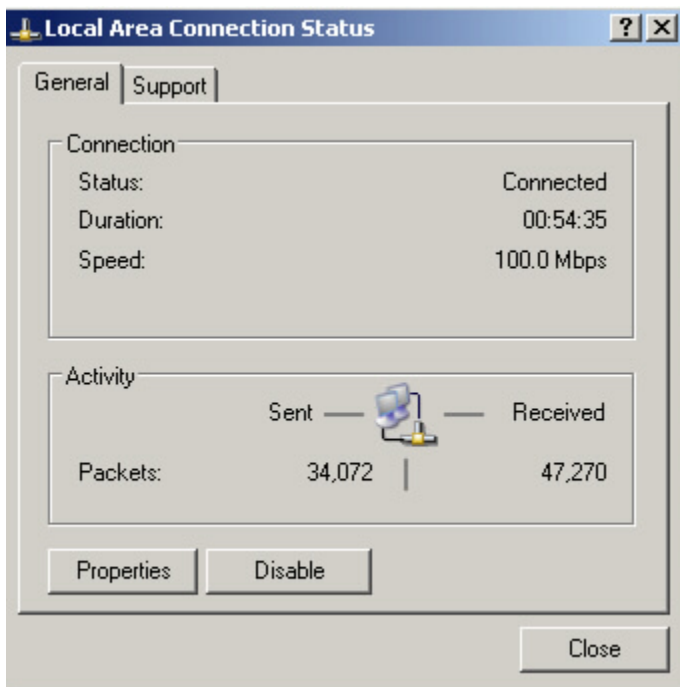 Local Area Connection Status
General Support
Connection
Status: Connected
Duration: 00:54:35
Speed: 100.0 Mbps
Activity
Sent Received
Packets: 34,072 47,270
Properties Disable
Close